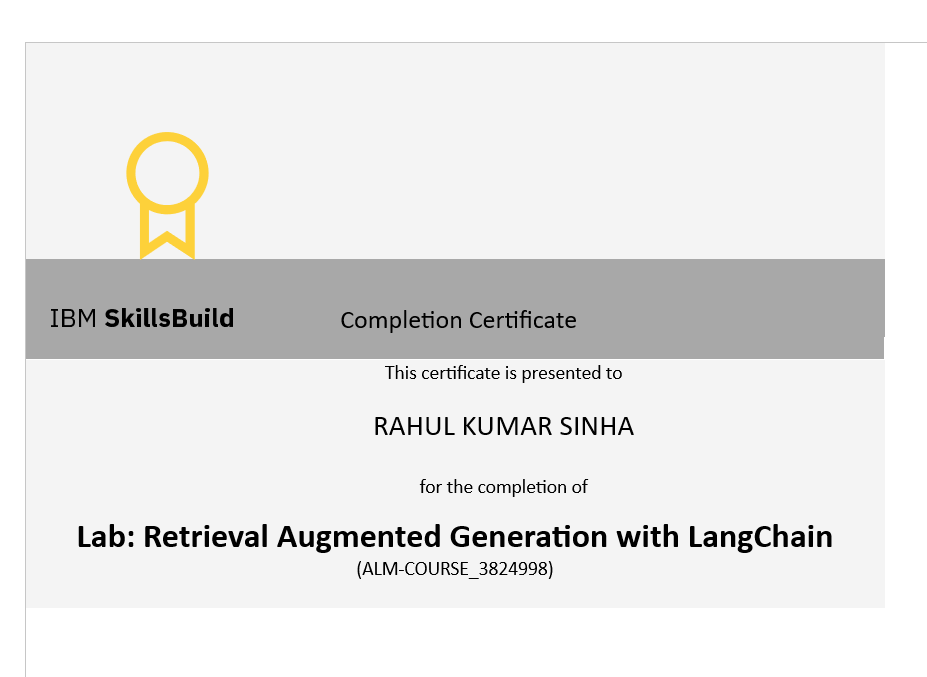 IBM SkillsBuild
Completion Certificate
This certificate is presented to
RAHUL KUMAR SINHA
for the completion of
Lab: Retrieval Augmented Generation with LangChain
(ALM-COURSE_3824998)